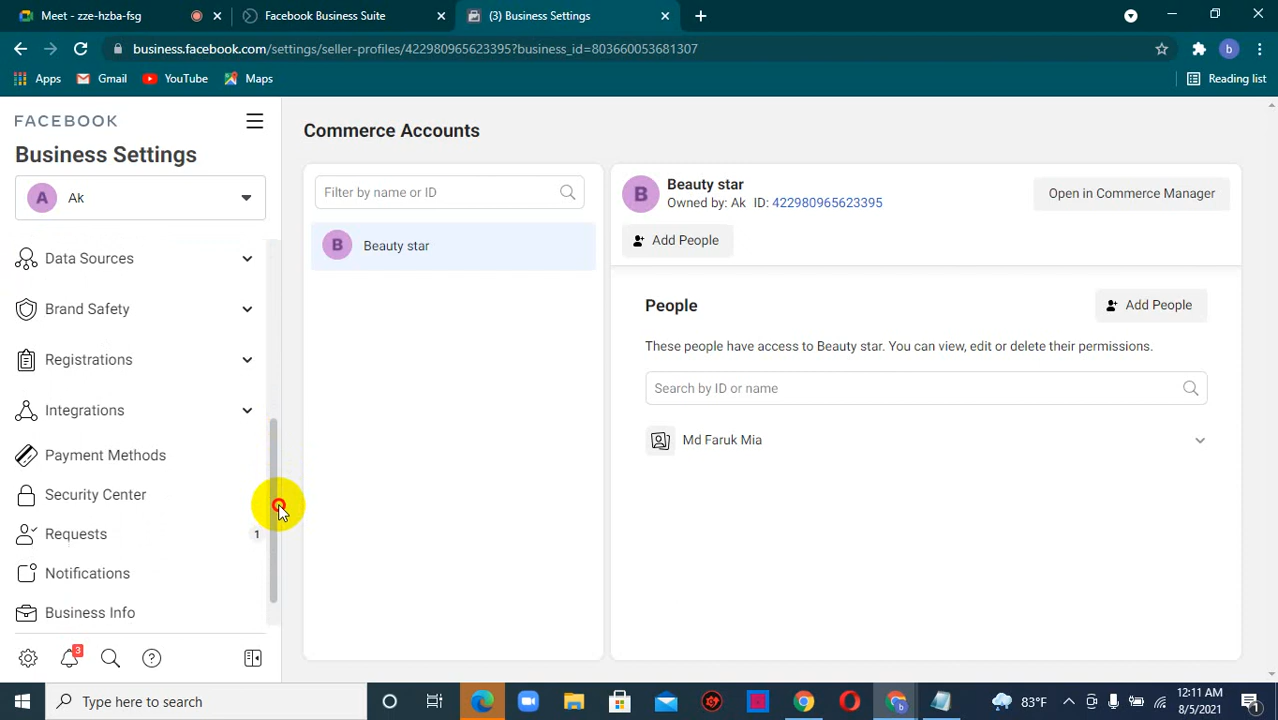 Meet - zze-hzba-fsg
Facebook Business Suite
(3) Business Settings
business.facebook.com/settings/seller-profiles/422980965623395?business_id=803660053681307
b
Apps
Gmail
YouTube
Maps
Reading list
FACEBOOK
Business Settings
A
Ak
Data Sources
Brand Safety
Registrations
Integrations
Payment Methods
Security Center
Requests
1
Notifications
Business Info
3
Commerce Accounts
Filter by name or ID
B
Beauty star
B
Beauty star
Owned by: Ak ID: 422980965623395
Open in Commerce Manager
Add People
People
Add People
These people have access to Beauty star. You can view, edit or delete their permissions.
Search by ID or name
Md Faruk Mia
Type here to search
83°F
12:11 AM
8/5/2021
1